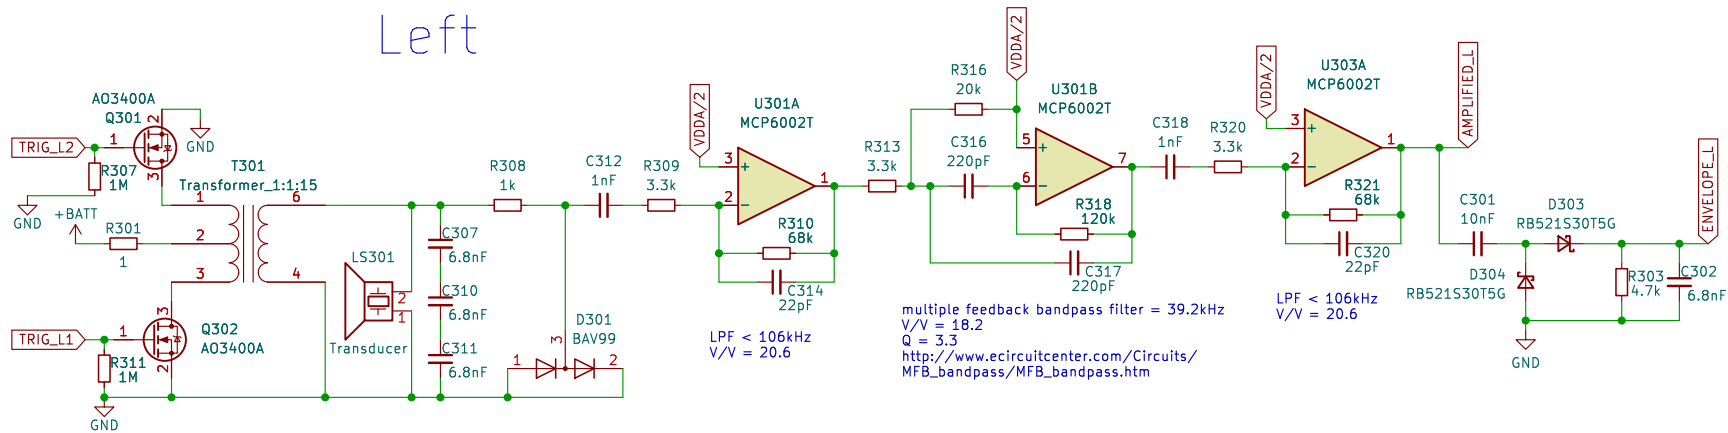 Left
TRIG_L2
AO3400A
Q301
1
2
3
GND
R307
1M
GND
+BATT
R301
1
T301
Transformer_1:1:15
1
2
3
6
4
TRIG_L1
R311
1M
GND
1
3
2
Q302
AO3400A
LS301
2
1
Transducer
C307
6.8nF
C310
6.8nF
C311
6.8nF
R308
1k
D301
BAV99
3
1
2
C312
1nF
R309
3.3k
VDDA/2
U301A
MCP6002T
3
+
2
-
1
R310
68k
C314
22pF
LPF < 106kHz
V/V = 20.6
R313
3.3k
R316
20k
C316
220pF
VDDA/2
U301B
MCP6002T
5
+
6
-
7
R318
120k
C317
220pF
multiple feedback bandpass filter = 39.2kHz
V/V = 18.2
Q = 3.3
http://www.ecircuitcenter.com/Circuits/
MFB_bandpass/MFB_bandpass.htm
C318
1nF
R320
3.3k
VDDA/2
U303A
MCP6002T
3
+
2
-
1
R321
68k
C320
22pF
LPF < 106kHz
V/V = 20.6
AMPLIFIED_L
C301
10nF
D303
RB521S30T5G
D304
RB521S30T5G
GND
R303
4.7k
C302
6.8nF
ENVELOPE_L